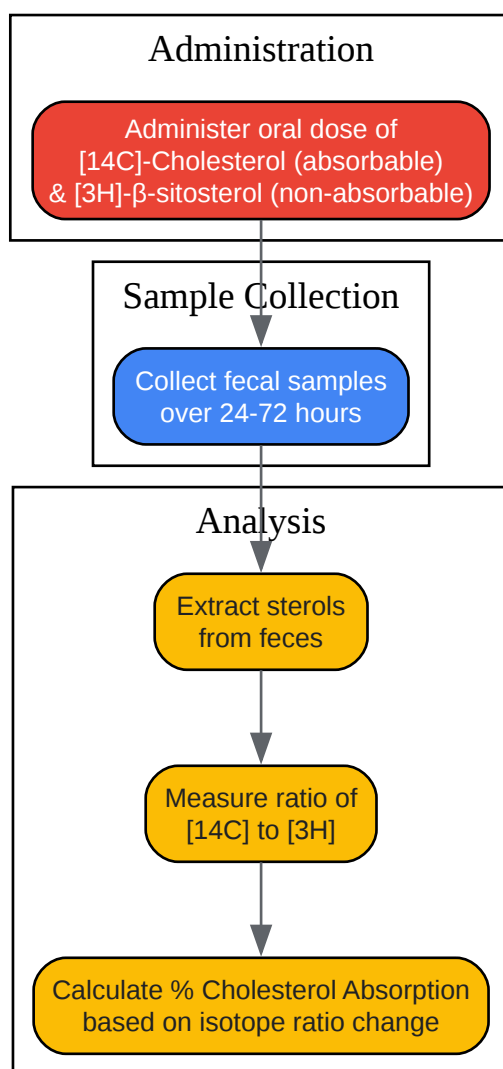 Administration
Administer oral dose of
[14C]-Cholesterol (absorbable)
& [3H]-β-sitosterol (non-absorbable)
Sample Collection
Collect fecal samples
over 24-72 hours
Analysis
Extract sterols
from feces
Measure ratio of
[14C] to [3H]
Calculate % Cholesterol Absorption
based on isotope ratio change